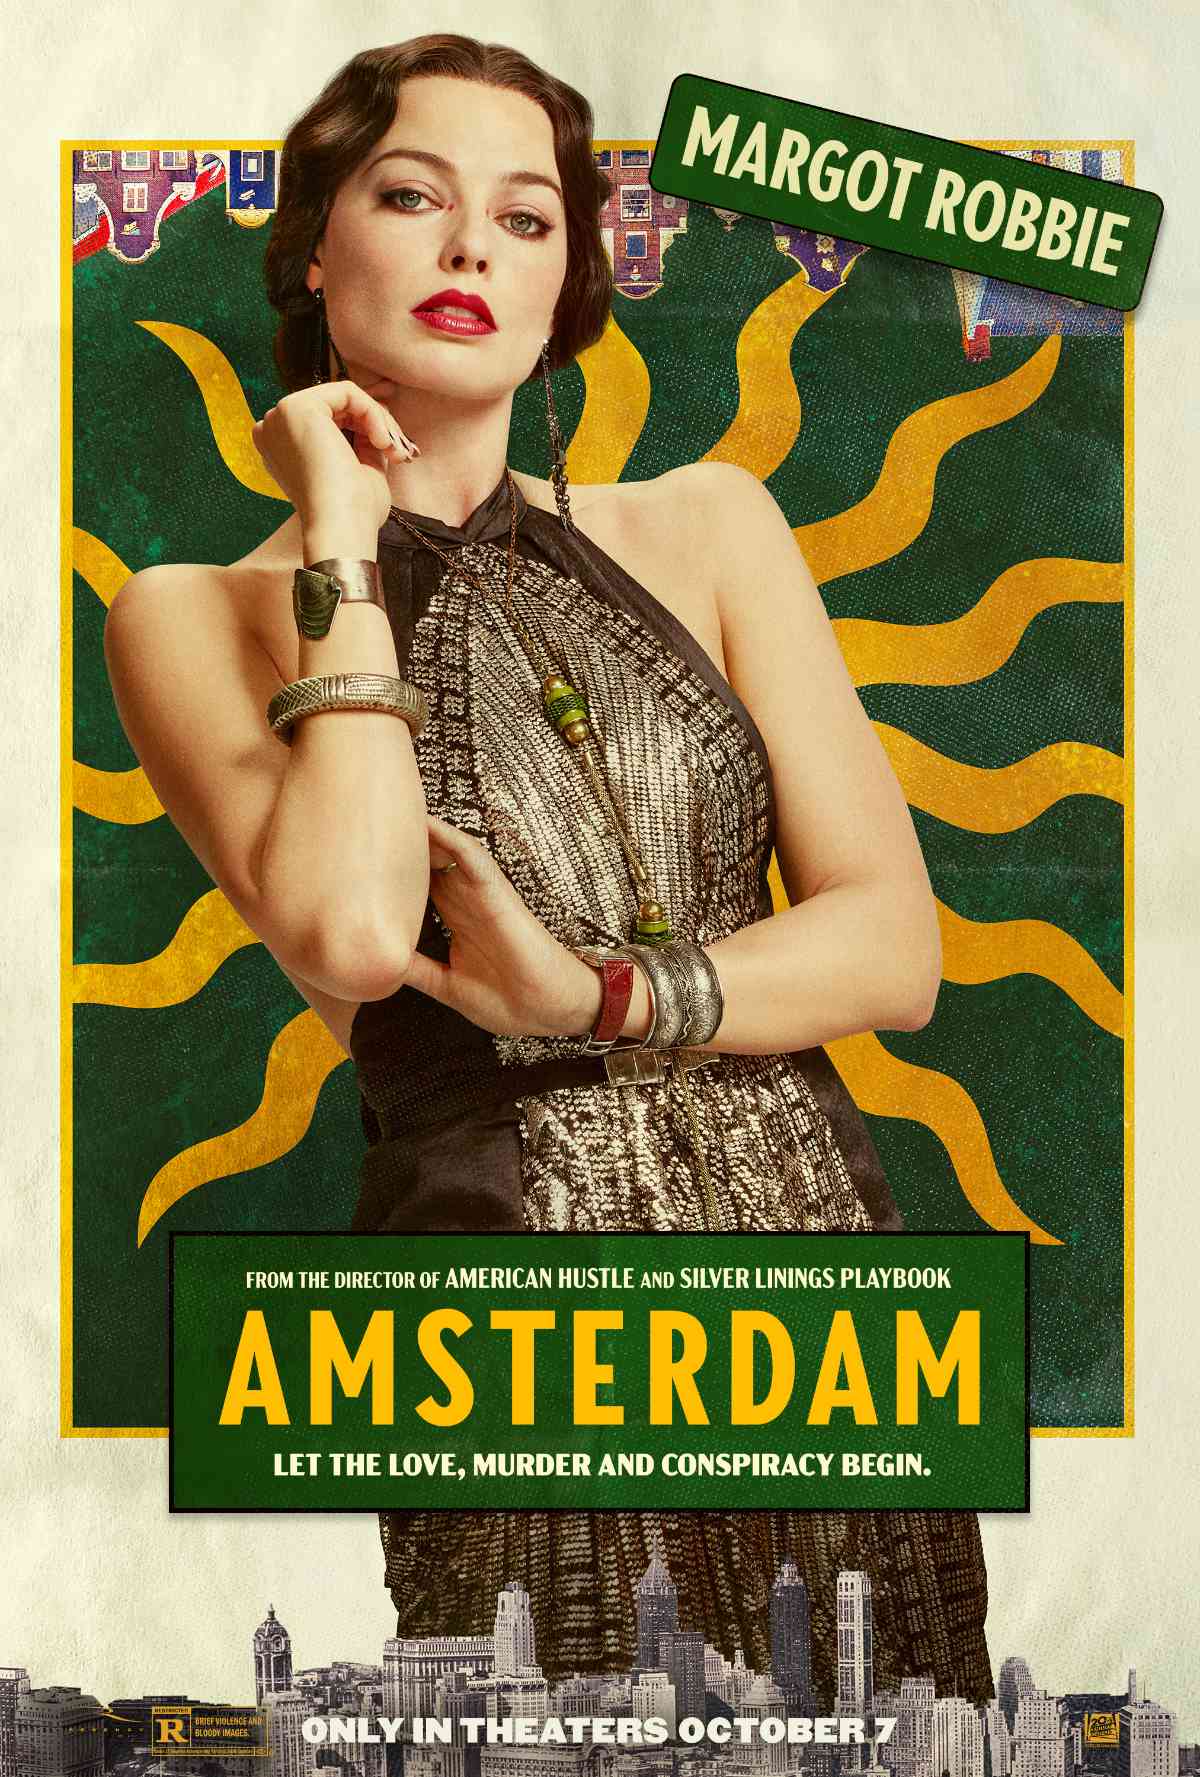 MARGOT ROBBIE
FROM THE DIRECTOR OF AMERICAN HUSTLE AND SILVER LININGS PLAYBOOK
AMSTERDAM
LET THE LOVE, MURDER AND CONSPIRACY BEGIN.
RESTRICTED
R
BRIEF VIOLENCE AND
BLOODY IMAGES.
ONLY IN THEATERS OCTOBER 7